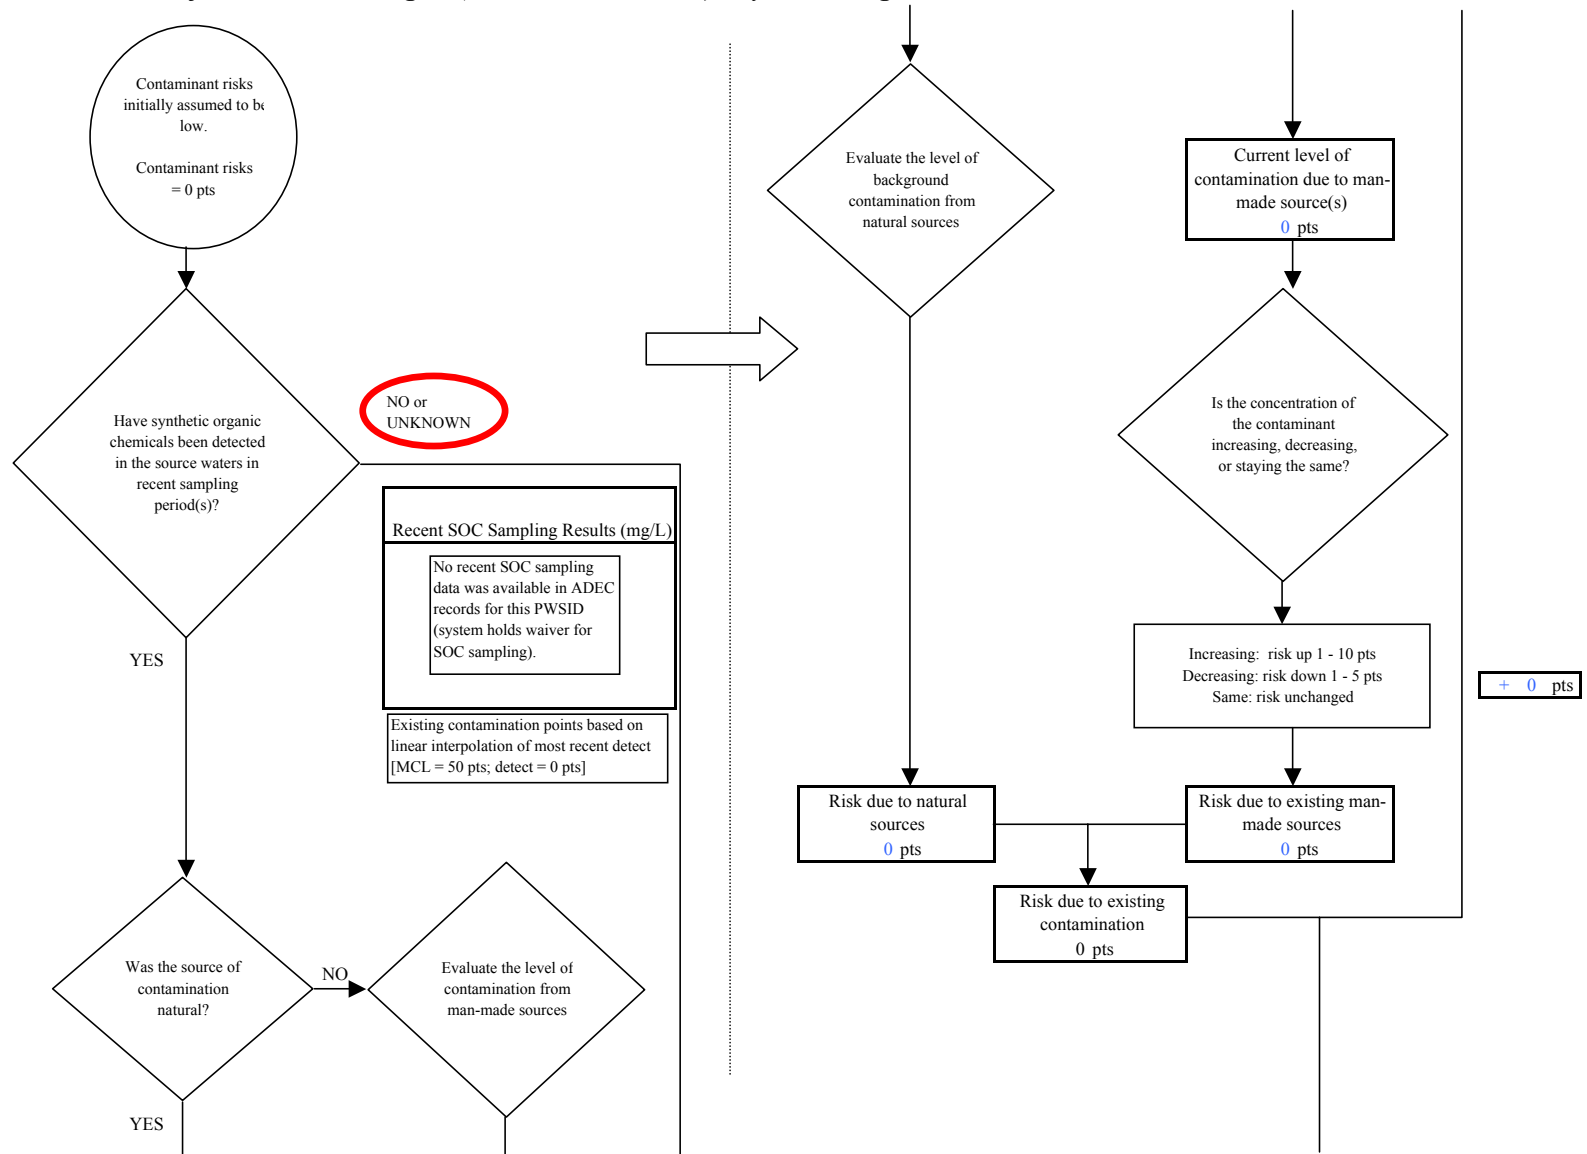 Contaminant risks
initially assumed to be
low.
Contaminant risks
= 0 pts
Have synthetic organic
chemicals been detected
in the source waters in
recent sampling
period(s)?
NO or
UNKNOWN
Recent SOC Sampling Results (mg/L)
No recent SOC sampling
data was available in ADEC
records for this PWSID
(system holds waiver for
SOC sampling).
Existing contamination points based on
linear interpolation of most recent detect
[MCL = 50 pts; detect = 0 pts]
YES
Was the source of
contamination
natural?
NO
Evaluate the level of
contamination from
man-made sources
YES
Evaluate the level of
background
contamination from
natural sources
Current level of
contamination due to man-
made source(s)
0 pts
Is the concentration of
the contaminant
increasing, decreasing,
or staying the same?
Increasing: risk up 1 - 10 pts
Decreasing: risk down 1 - 5 pts
Same: risk unchanged
+ 0 pts
Risk due to natural
sources
0 pts
Risk due to existing man-
made sources
0 pts
Risk due to existing
contamination
0 pts